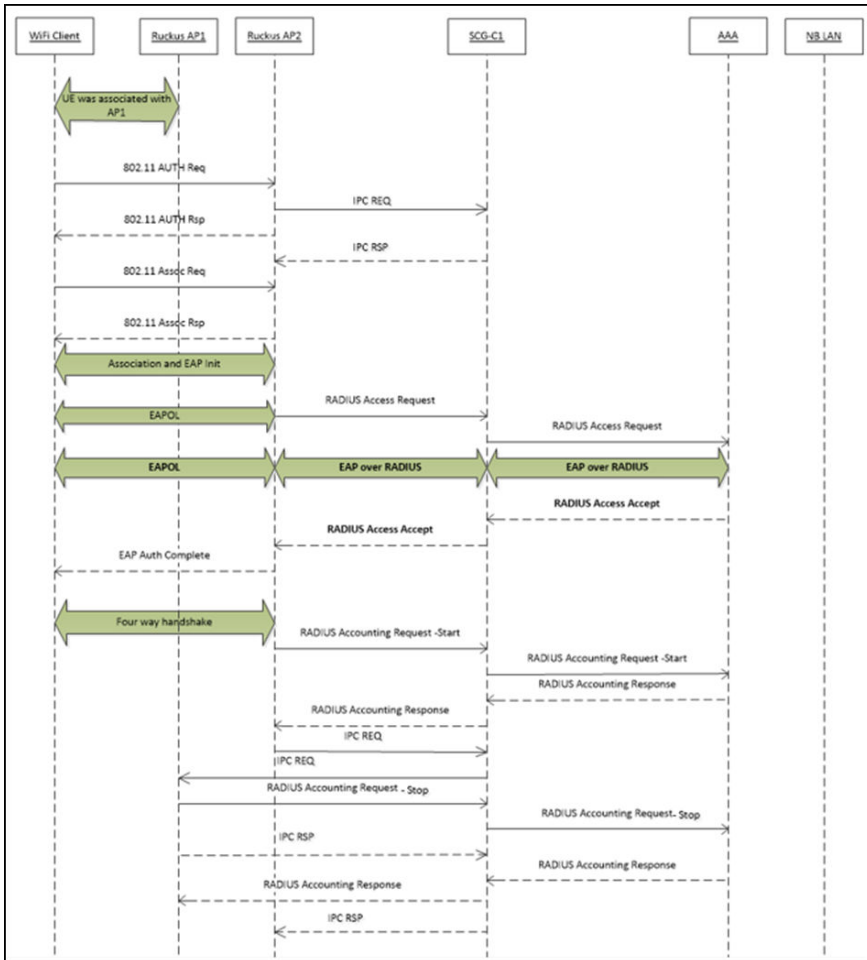 WiFi Client
Ruckus AP1
Ruckus AP2
SCG-C1
AAA
NB LAN
UE was associated with
AP1
802.11 AUTH Req
IPC REQ
802.11 AUTH Rsp
IPC RSP
802.11 Assoc Req
802.11 Assoc Rsp
Association and EAP Init
RADIUS Access Request
EAPOL
RADIUS Access Request
EAPOL
EAP over RADIUS
EAP over RADIUS
RADIUS Access Accept
RADIUS Access Accept
EAP Auth Complete
Four way handshake
RADIUS Accounting Request -Start
RADIUS Accounting Request -Start
RADIUS Accounting Response
RADIUS Accounting Response
IPC REQ
IPC REQ
RADIUS Accounting Request - Stop
RADIUS Accounting Request- Stop
IPC RSP
RADIUS Accounting Response
RADIUS Accounting Response
IPC RSP